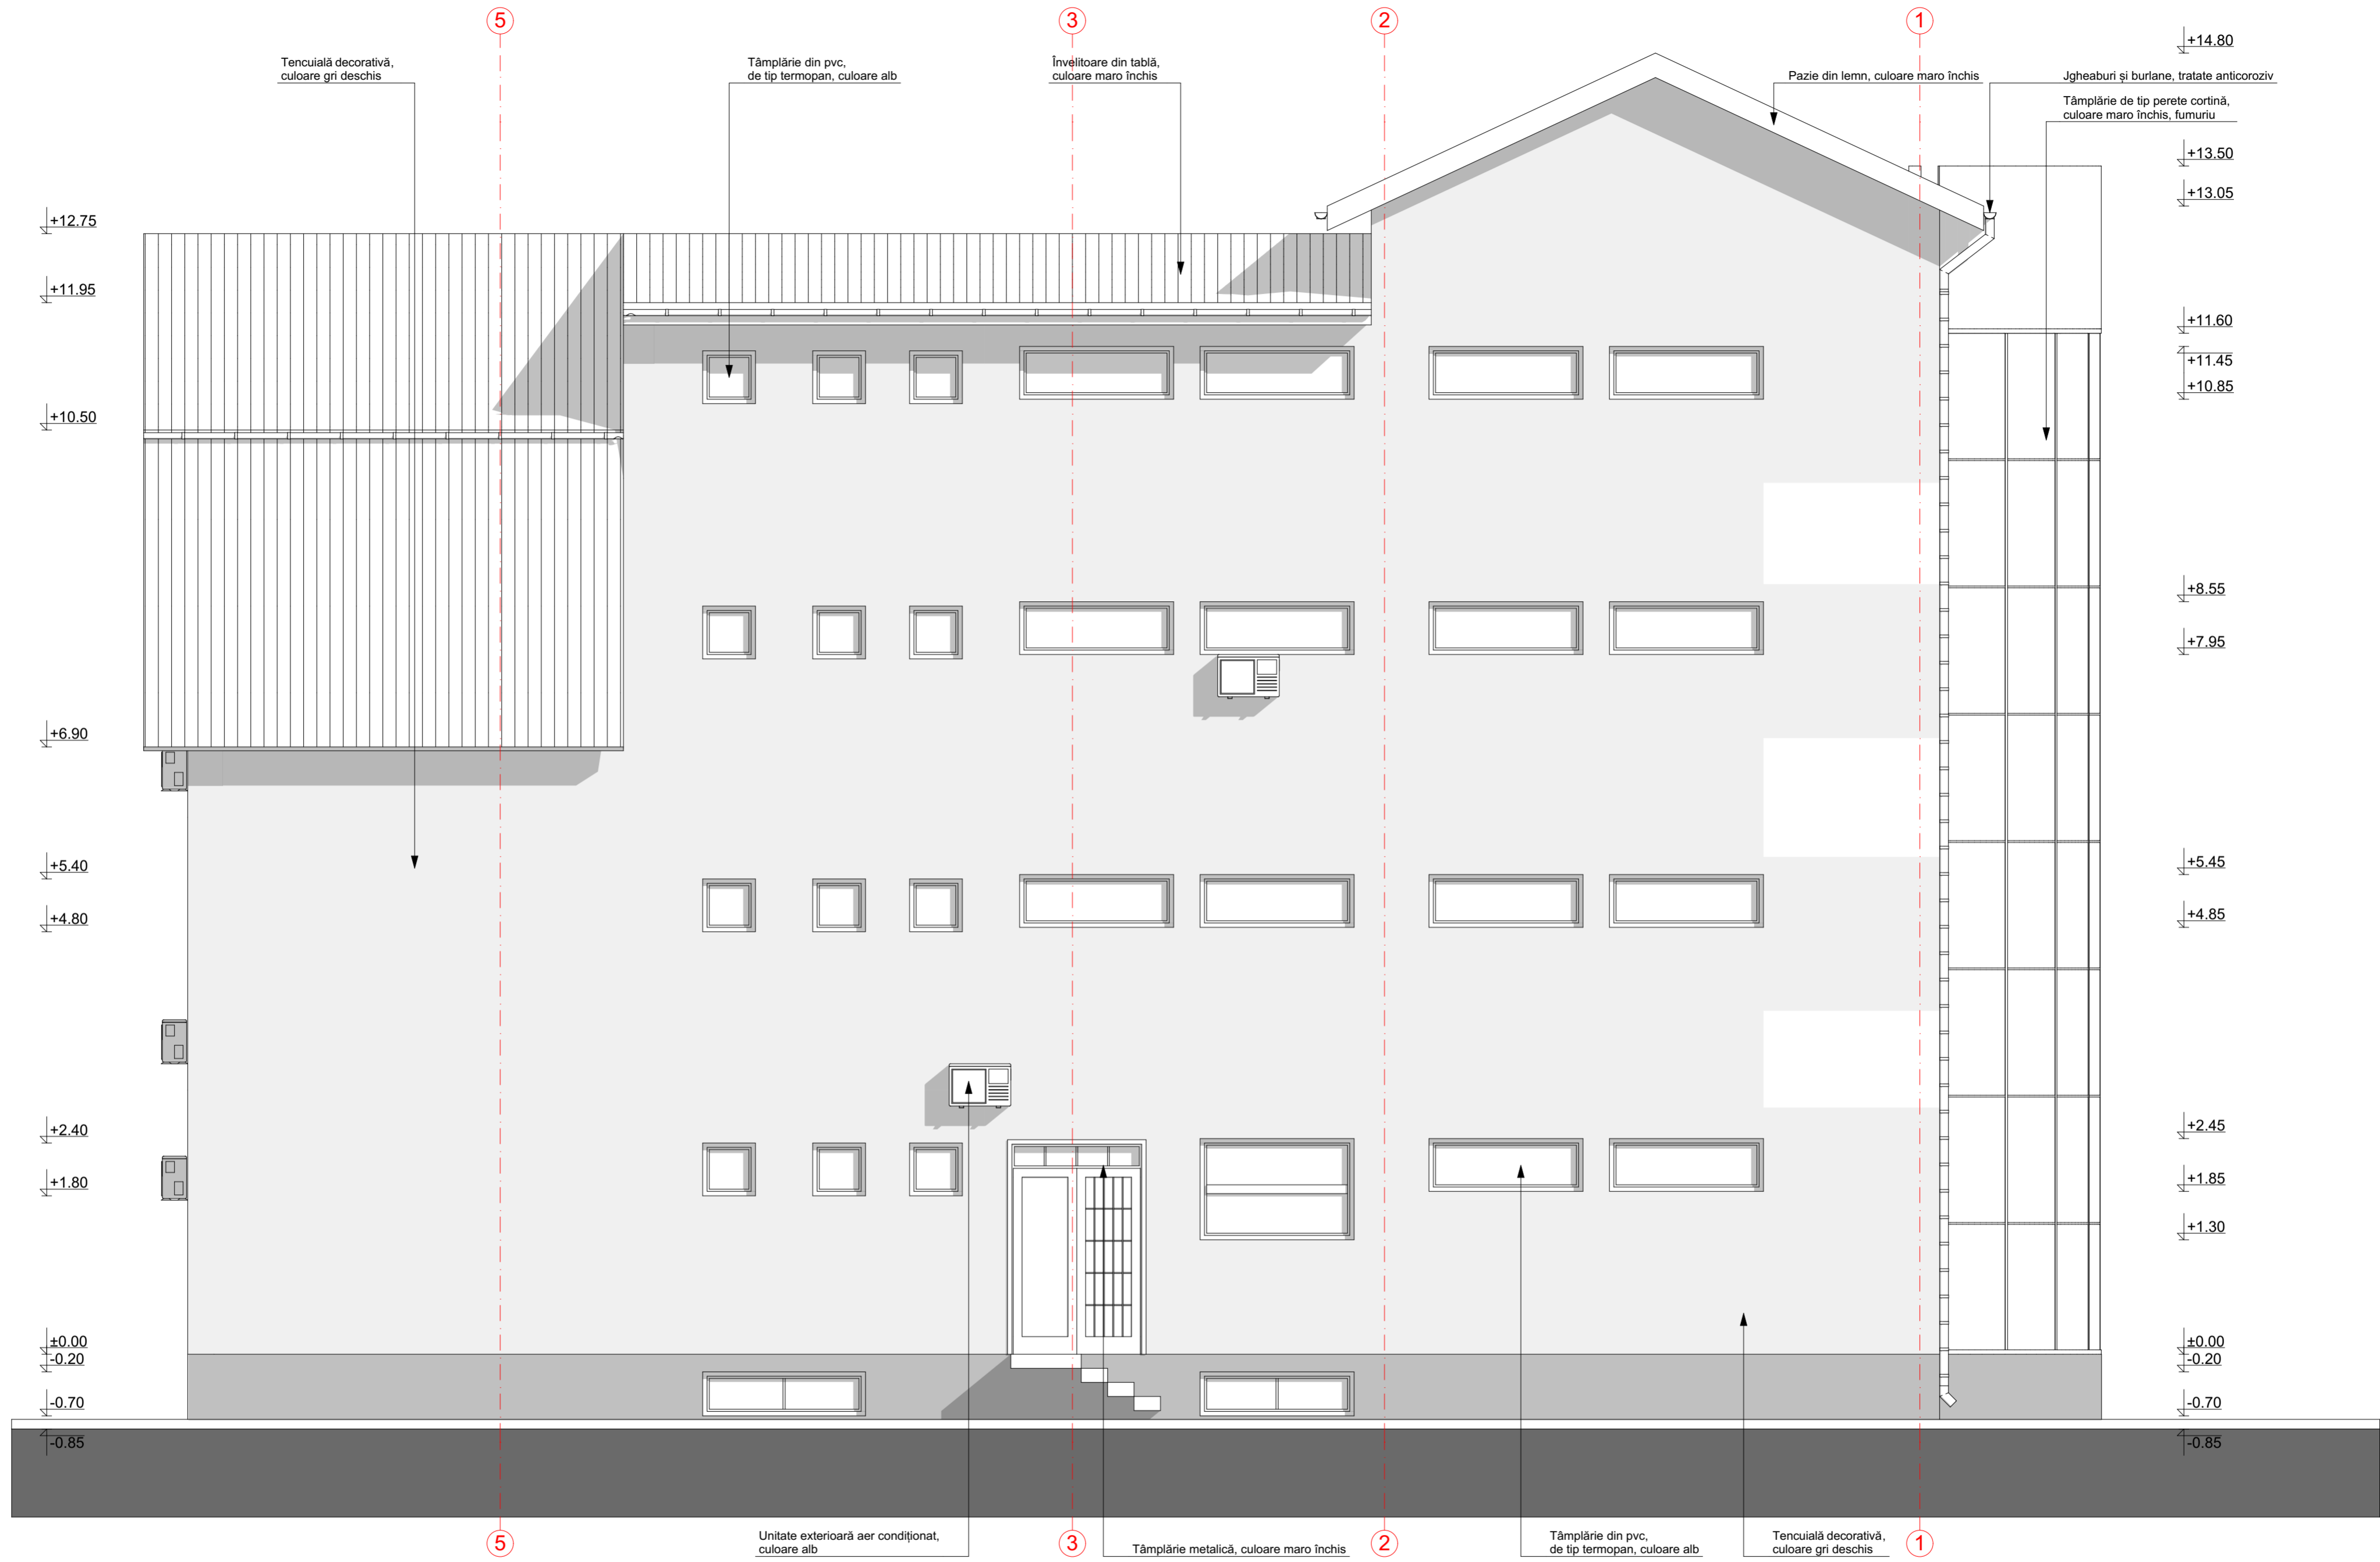 5
3
2
1
Tencuială decorativă,
culoare gri deschis
Tâmplărie din pvc,
de tip termopan, culoare alb
Învelitoare din tablă,
culoare maro închis
Pazie din lemn, culoare maro închis
Jgheaburi și burlane, tratate anticoroziv
Tâmplărie de tip perete cortină,
culoare maro închis, fumuriu
+12.75
+11.95
+10.50
+6.90
+5.40
+4.80
+2.40
+1.80
±0.00
-0.20
-0.70
-0.85
+14.80
+13.50
+13.05
+11.60
+11.45
+10.85
+8.55
+7.95
+5.45
+4.85
+2.45
+1.85
+1.30
±0.00
-0.20
-0.70
-0.85
Unitate exterioară aer condiționat,
culoare alb
Tâmplărie metalică, culoare maro închis
Tâmplărie din pvc,
de tip termopan, culoare alb
Tencuială decorativă,
culoare gri deschis
5
3
2
1